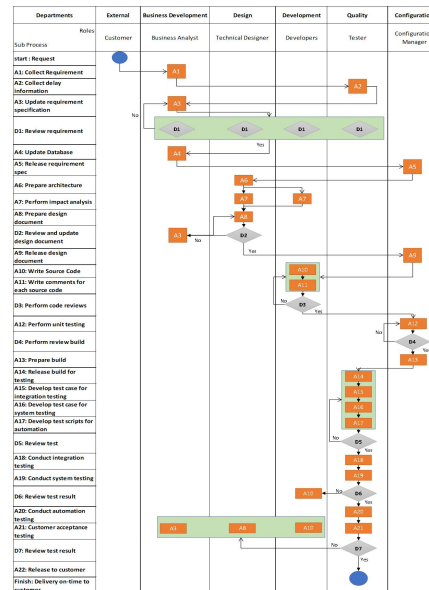 Departments External Business Development Design Development Quality Configuratio
Roles
Sub Process
Customer Business Analyst Technical Designer Developers Tester Configuratio
Manager
start : Request
A1: Collect Requirement A1
A2: Collect delay
information A2
A3: Update requirement
specification A3
No
D1: Review requirement D1 D1 D1 D1
Yes
A4: Update Database A4
A5: Release requirement
spec A5
A6: Prepare architecture A6
A7: Perform impact analysis A7 A7
A8: Prepare design
document A8
D2: Review and update
design document A3 No D2
Yes
A9: Release design
document A9
A10: Write Source Code A10
A11: Write comments for
each source code A11
D3: Perform code reviews No D3
Yes
A12: Perform unit testing A12
No
D4: Perform review build D4
Yes
A13: Prepare build A13
A14: Release build for
testing A14
A15: Develop test case for
integration testing A15
A16: Develop test case for
system testing A16
A17: Develop test scripts for
automation A17
D5: Review test No D5
Yes
A18: Conduct integration
testing A18
A19: Conduct system testing A19
D6: Review test result A10 No D6
Yes
A20: Conduct automation
testing A20
A21: Customer acceptance
testing A3 A8 A10 A21
D7: Review test result No D7
Yes
A22: Release to customer
Finish: Delivery on-time to
customer